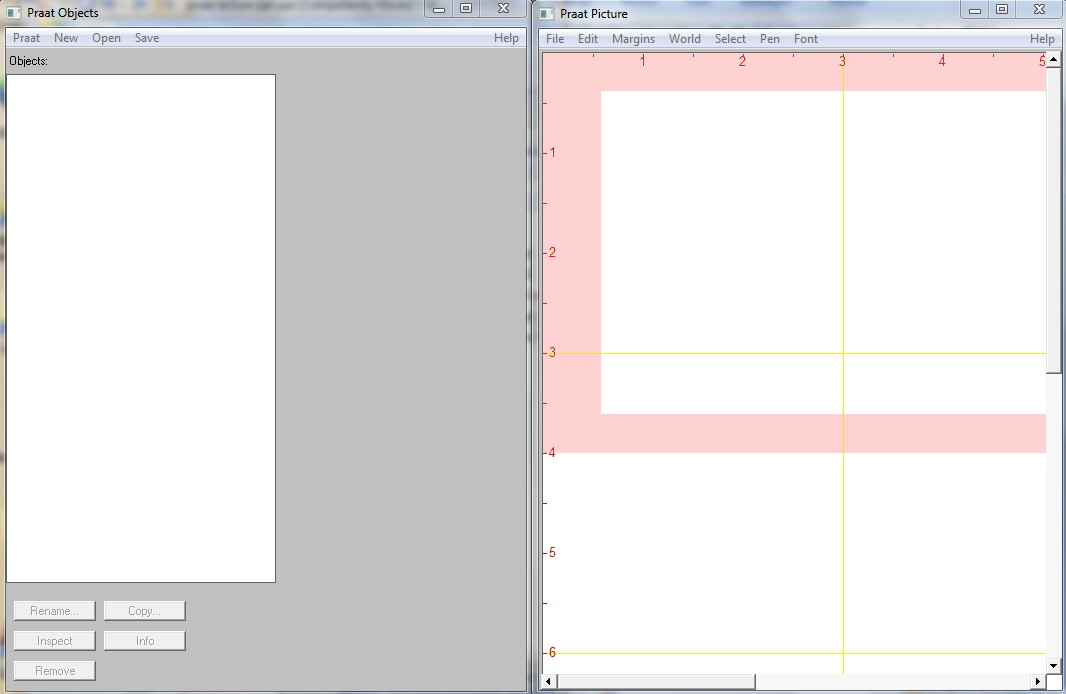 Praat Objects
Praat New Open Save Help
Objects:
Rename... Copy...
Inspect Info
Remove
Praat Picture
File Edit Margins World Select Pen Font Help
1 2 3 4 5
1
2
3
4
5
6